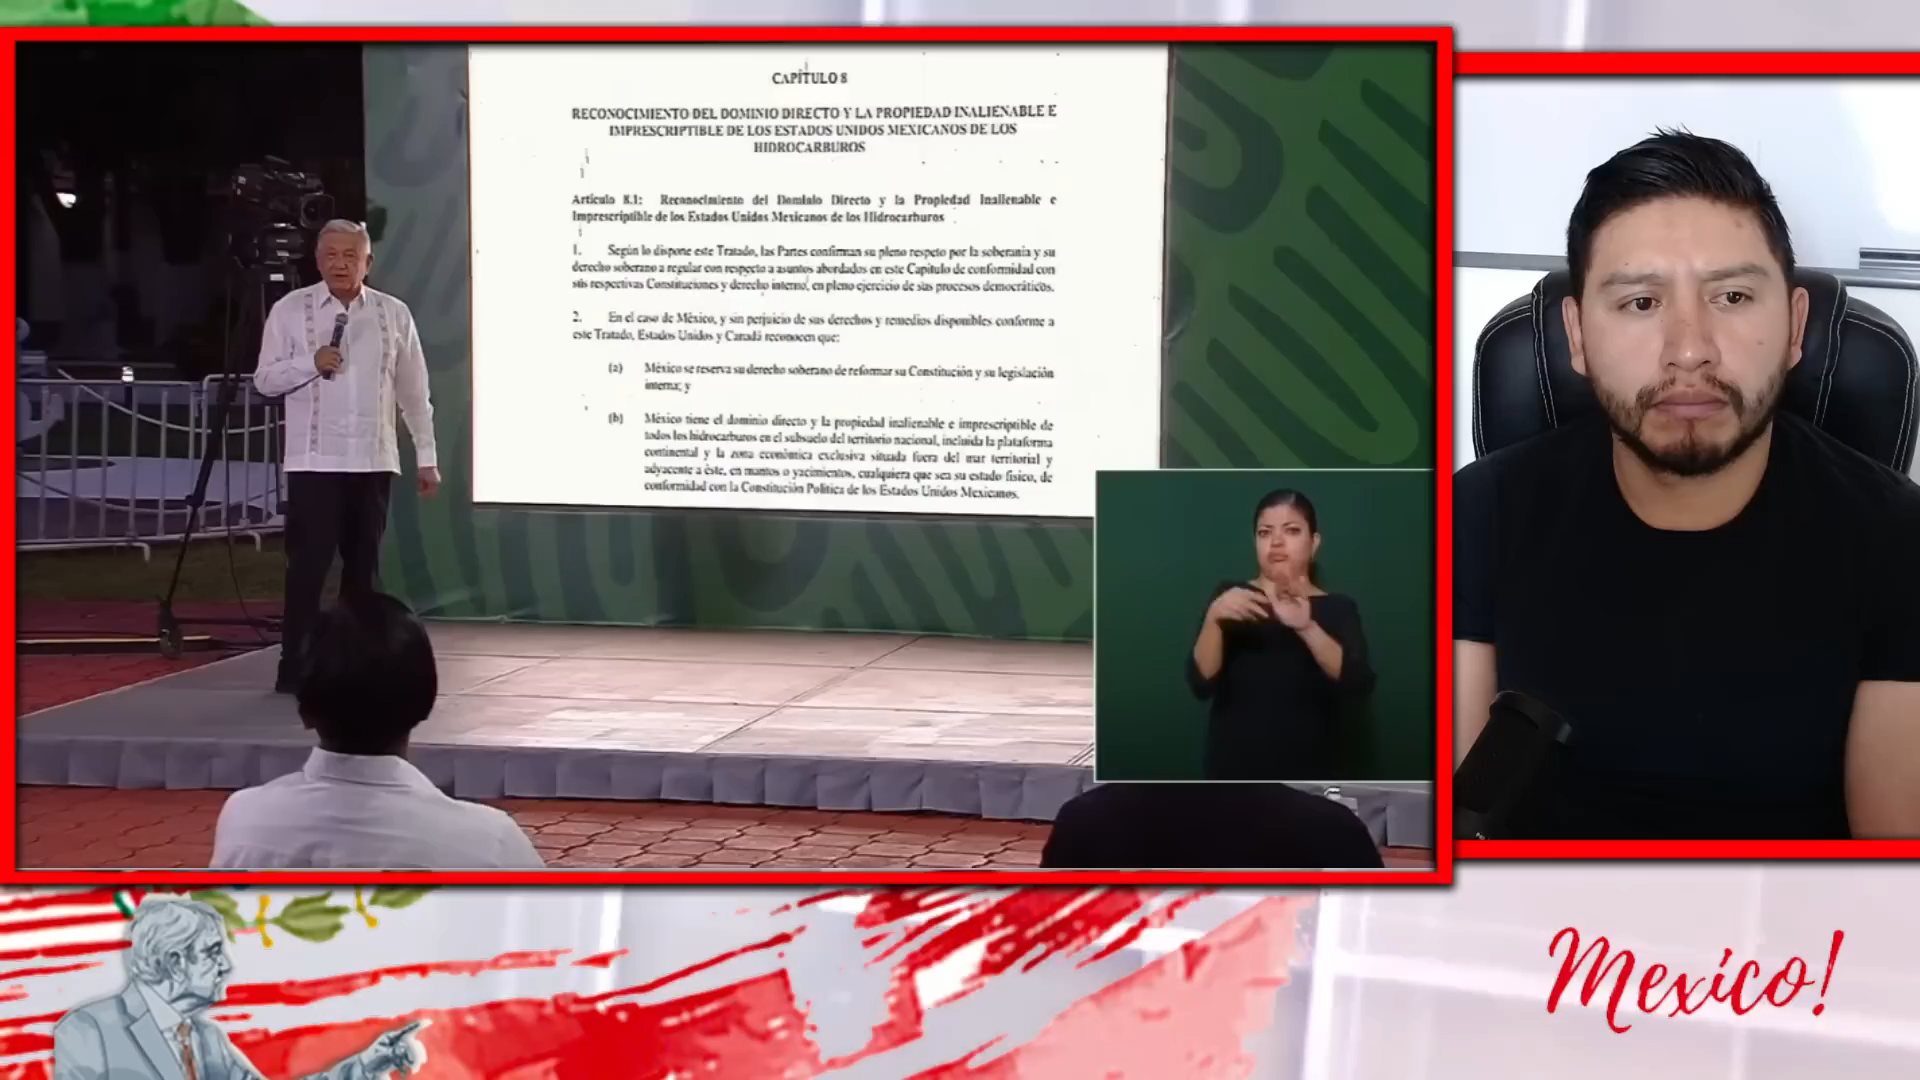 CAPÍTULO 8
RECONOCIMIENTO DEL DOMINIO DIRECTO Y LA PROPIEDAD INALIENABLE E
IMPRESCRIPTIBLE DE LOS ESTADOS UNIDOS MEXICANOS DE LOS
HIDROCARBUROS
Artículo 8.1: Reconocimiento del Dominio Directo y la Propiedad Inalienable e
Imprescriptible de los Estados Unidos Mexicanos de los Hidrocarburos
1. Según lo dispone este Tratado, las Partes confirman su pleno respeto por la soberanía y su
derecho soberano a regular con respecto a asuntos abordados en este Capítulo de conformidad con
sus respectivas Constituciones y derecho interno, en pleno ejercicio de sus procesos democráticos.
2. En el caso de México, y sin perjuicio de sus derechos y remedios disponibles conforme a
este Tratado, Estados Unidos y Canadá reconocen que:
(a) México se reserva su derecho soberano de reformar su Constitución y su legislación
interna; y
(b) México tiene el dominio directo y la propiedad inalienable e imprescriptible de
todos los hidrocarburos en el subsuelo del territorio nacional, incluida la plataforma
continental y la zona económica exclusiva situada fuera del mar territorial y
adyacente a éste, en mantos o yacimientos, cualquiera que sea su estado físico, de
conformidad con la Constitución Política de los Estados Unidos Mexicanos.
Mexico!